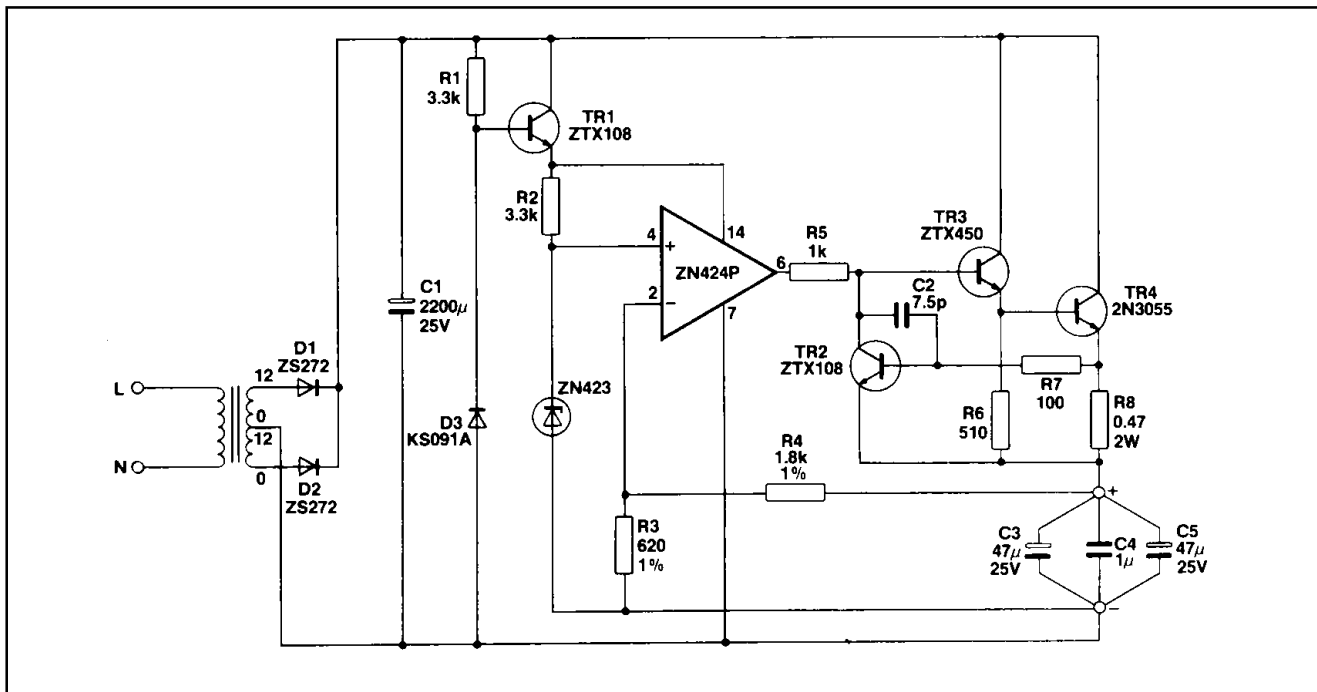 R1
3.3k
TR1
ZTX108
R2
3.3k
4
+
14
ZN424P
6
2
−
7
R5
1k
TR3
ZTX450
C2
7.5p
TR4
2N3055
TR2
ZTX108
R7
100
R6
510
R8
0.47
2W
C1
2200μ
25V
D1
ZS272
L
12
0
12
0
N
D2
ZS272
D3
KS091A
ZN423
R4
1.8k
1%
R3
620
1%
+
C3
47μ
25V
C4
1μ
C5
47μ
25V
−